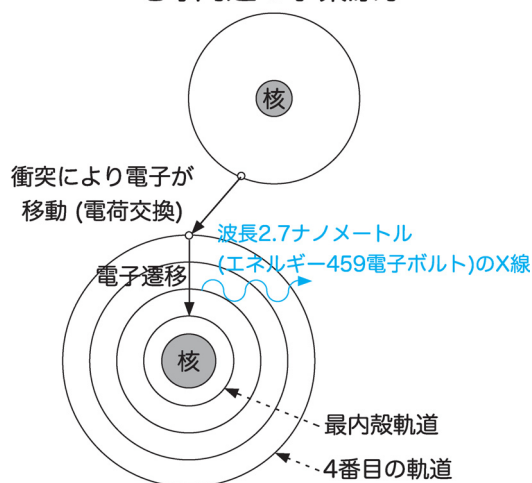 核
衝突により電子が
移動 (電荷交換)
波長2.7ナノメートル
(エネルギー459電子ボルト)のX線
電子遷移
核
最内殻軌道
4番目の軌道